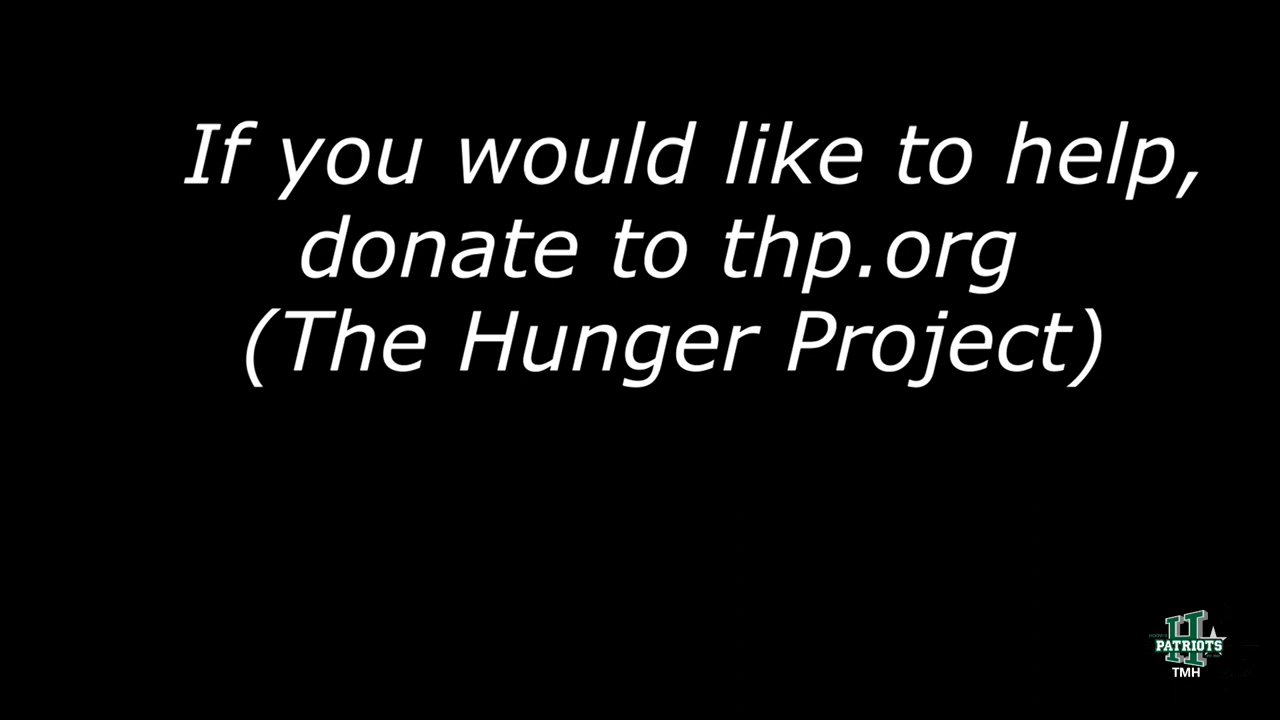 If you would like to help,
donate to thp.org
(The Hunger Project)
H
PATRIOTS
TMH